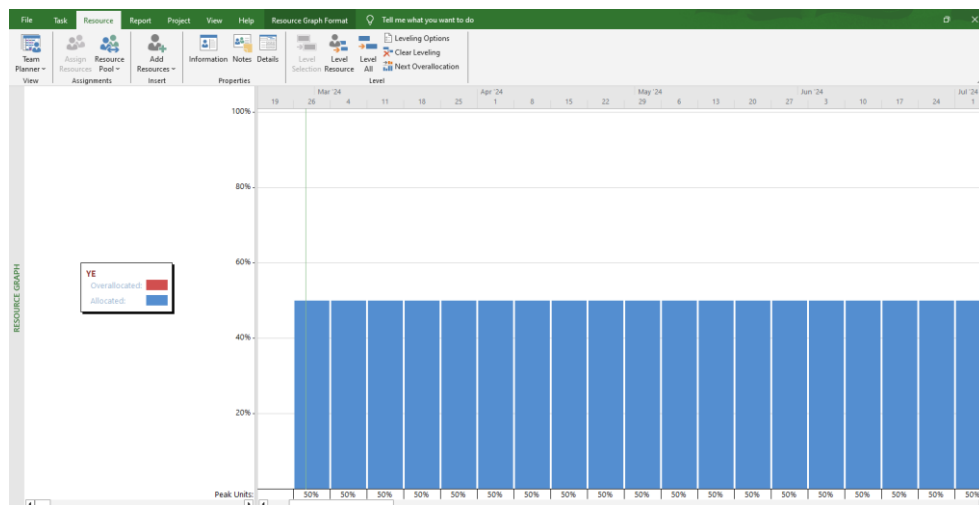 File Task Resource Report Project View Help Resource Graph Format Tell me what you want to do
Team Planner
Assign Resources
Resource Pool
Add Resources
Information
Notes
Details
Level Selection
Level Resource
Level All
Leveling Options
Clear Leveling
Next Overallocation
View Assignments Insert Properties Level
Mar '24 Apr '24 May '24 Jun '24 Jul '24
19 26 4 11 18 25 1 8 15 22 29 6 13 20 27 3 10 17 24 1
100%
80%
60%
40%
20%
RESOURCE GRAPH
YE
Overallocated:
Allocated:
Peak Units: 50% 50% 50% 50% 50% 50% 50% 50% 50% 50% 50% 50% 50% 50% 50% 50% 50% 50% 50%